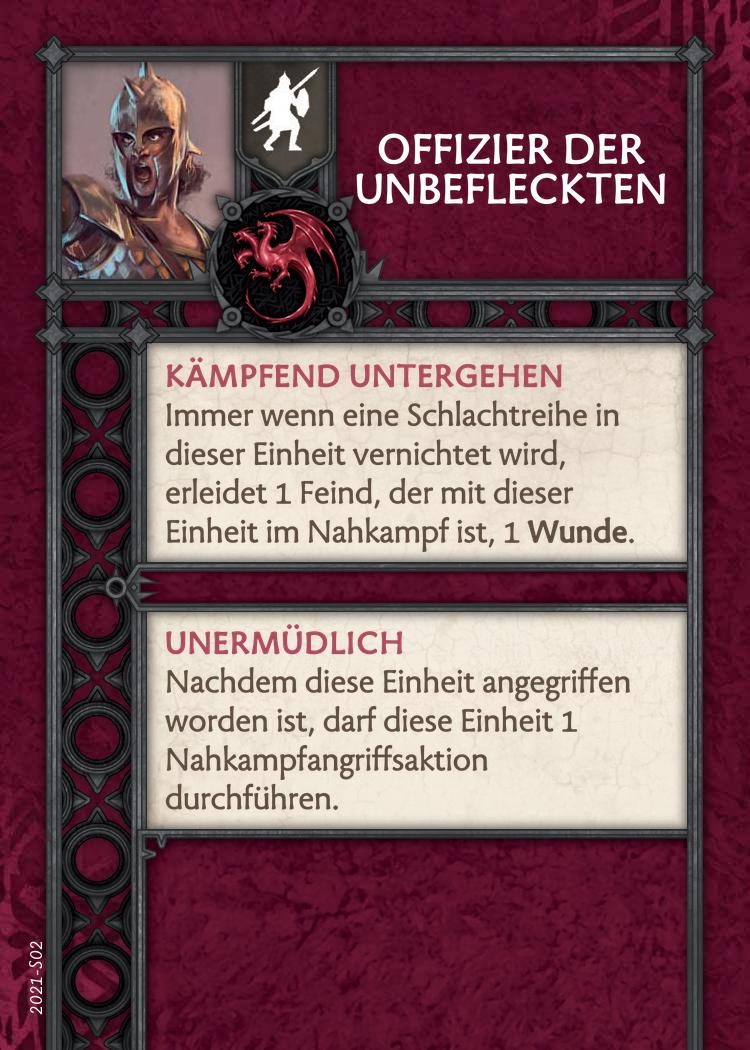 OFFIZIER DER
UNBEFLECKTEN
KÄMPFEND UNTERGEHEN
Immer wenn eine Schlachtreihe in
dieser Einheit vernichtet wird,
erleidet 1 Feind, der mit dieser
Einheit im Nahkampf ist, 1 Wunde.
UNERMÜDLICH
Nachdem diese Einheit angegriffen
worden ist, darf diese Einheit 1
Nahkampfangriffsaktion
durchführen.
2021-S02